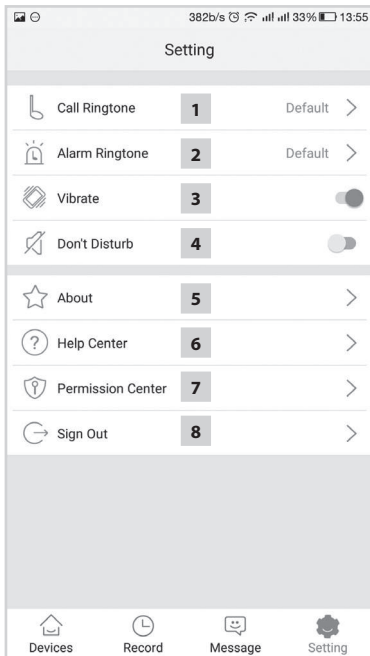 382b/s 33% 13:55
Setting
Call Ringtone 1 Default
Alarm Ringtone 2 Default
Vibrate 3
Don't Disturb 4
About 5
Help Center 6
Permission Center 7
Sign Out 8
Devices Record Message Setting